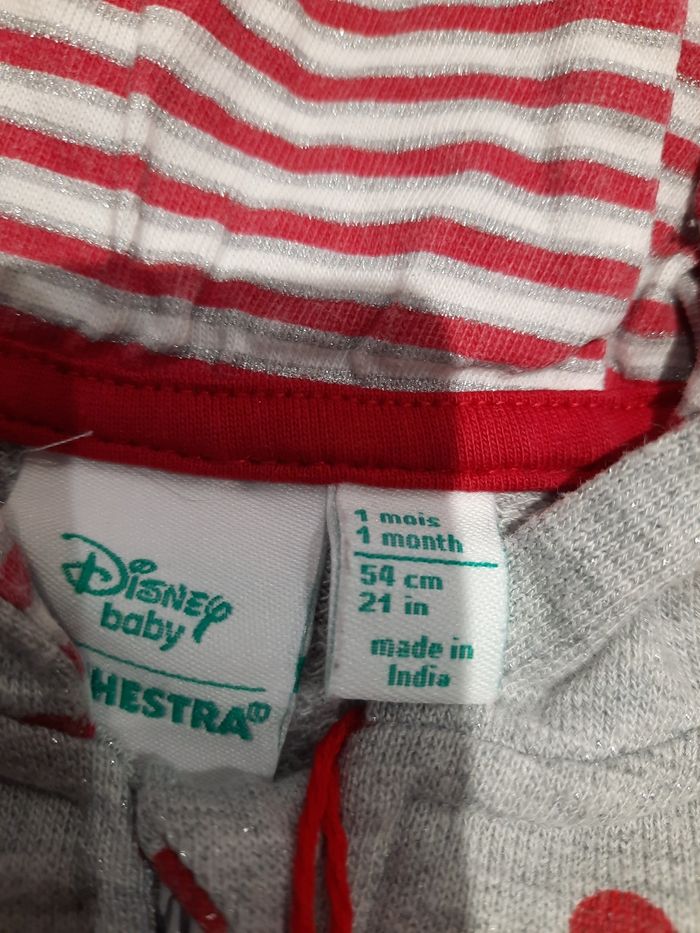 Disney
baby
HESTRA
1 mois
1 month
54 cm
21 in
made in
India